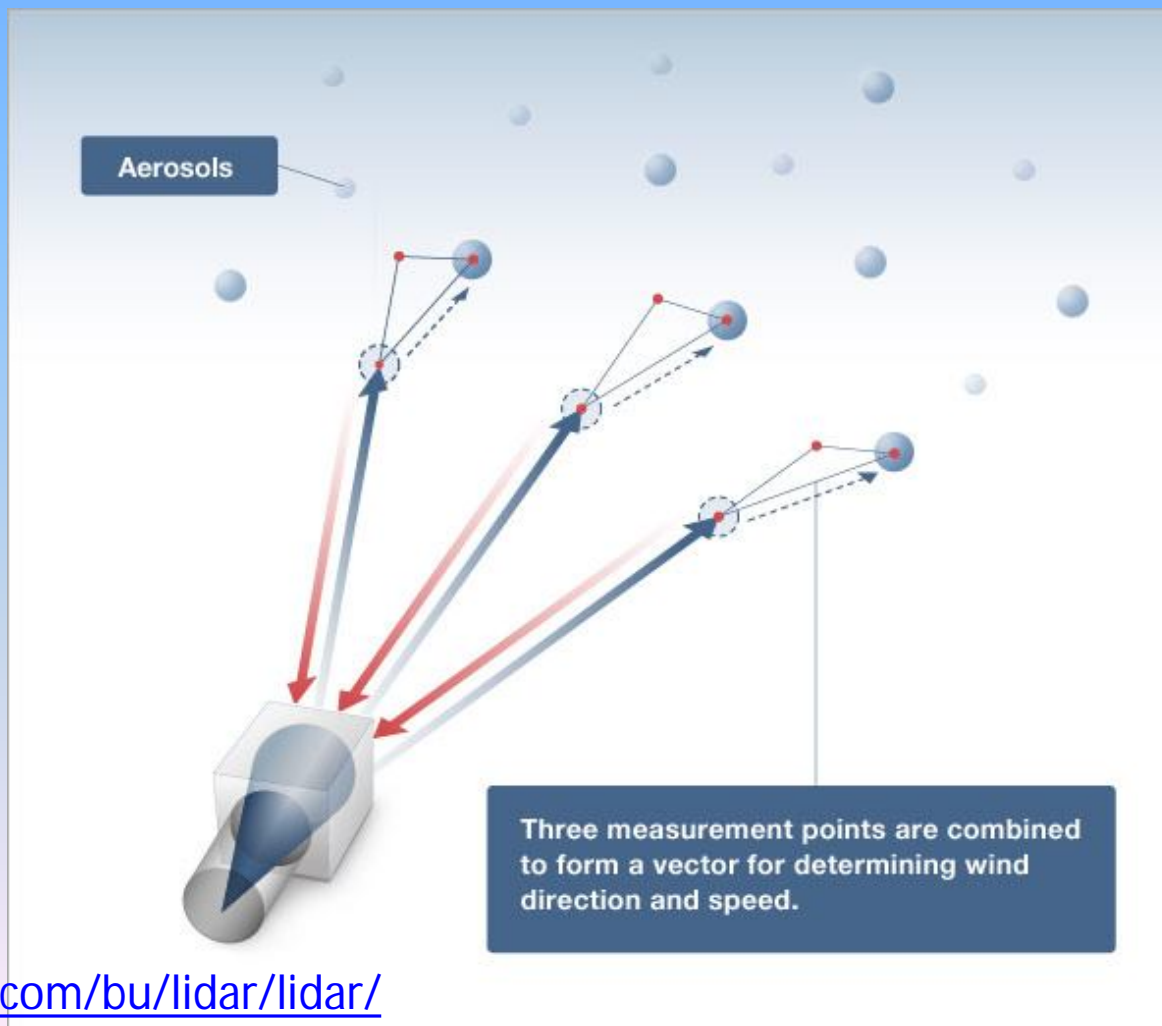 Aerosols
Three measurement points are combined
to form a vector for determining wind
direction and speed.
com/bu/lidar/lidar/